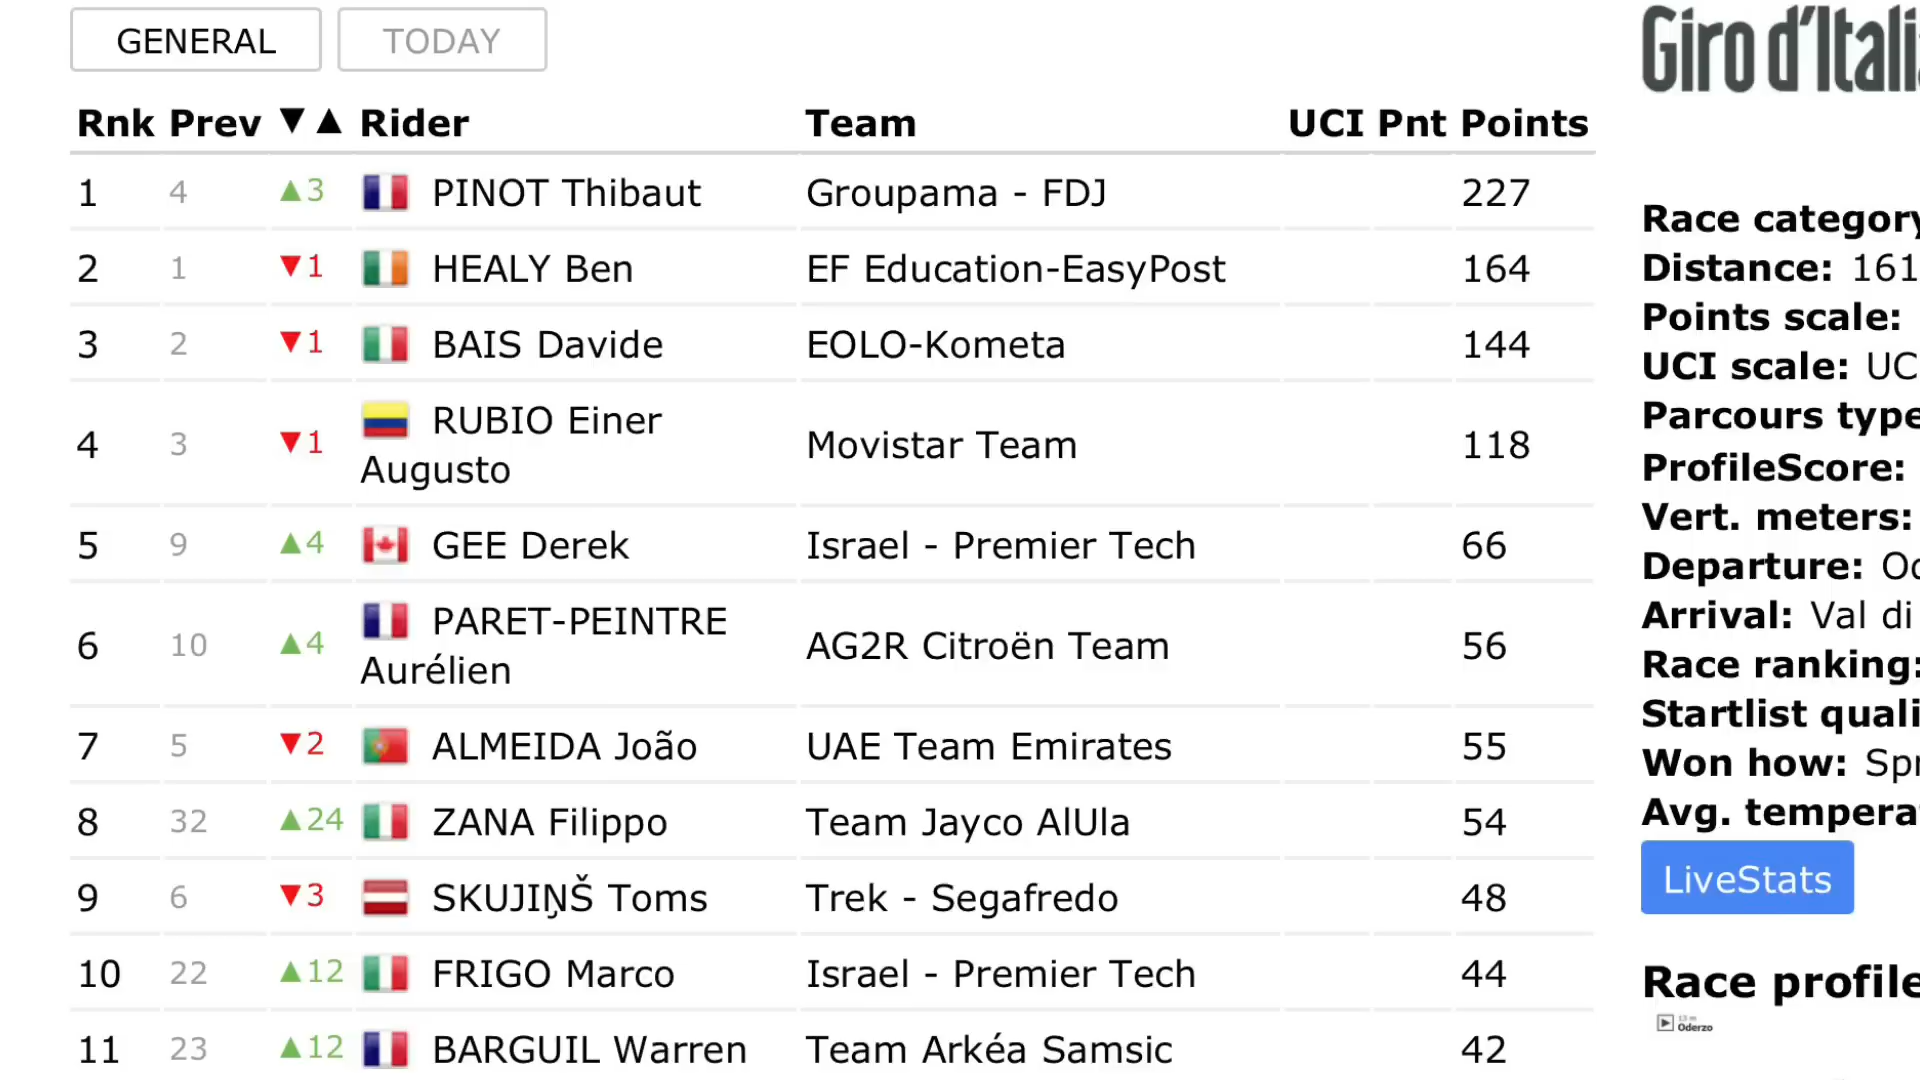 GENERAL TODAY
Giro d'Itali
Rnk Prev ▼▲ Rider Team UCI Pnt Points
1 4 ▲3 PINOT Thibaut Groupama - FDJ 227
2 1 ▼1 HEALY Ben EF Education-EasyPost 164
3 2 ▼1 BAIS Davide EOLO-Kometa 144
4 3 ▼1 RUBIO Einer Augusto Movistar Team 118
5 9 ▲4 GEE Derek Israel - Premier Tech 66
6 10 ▲4 PARET-PEINTRE Aurélien AG2R Citroën Team 56
7 5 ▼2 ALMEIDA João UAE Team Emirates 55
8 32 ▲24 ZANA Filippo Team Jayco AlUla 54
9 6 ▼3 SKUJIŅŠ Toms Trek - Segafredo 48
10 22 ▲12 FRIGO Marco Israel - Premier Tech 44
11 23 ▲12 BARGUIL Warren Team Arkéa Samsic 42
Race category
Distance: 161
Points scale:
UCI scale: UC
Parcours type
ProfileScore:
Vert. meters:
Departure: Od
Arrival: Val di
Race ranking:
Startlist quali
Won how: Spr
Avg. tempera
LiveStats
Race profile
13 m
Oderzo